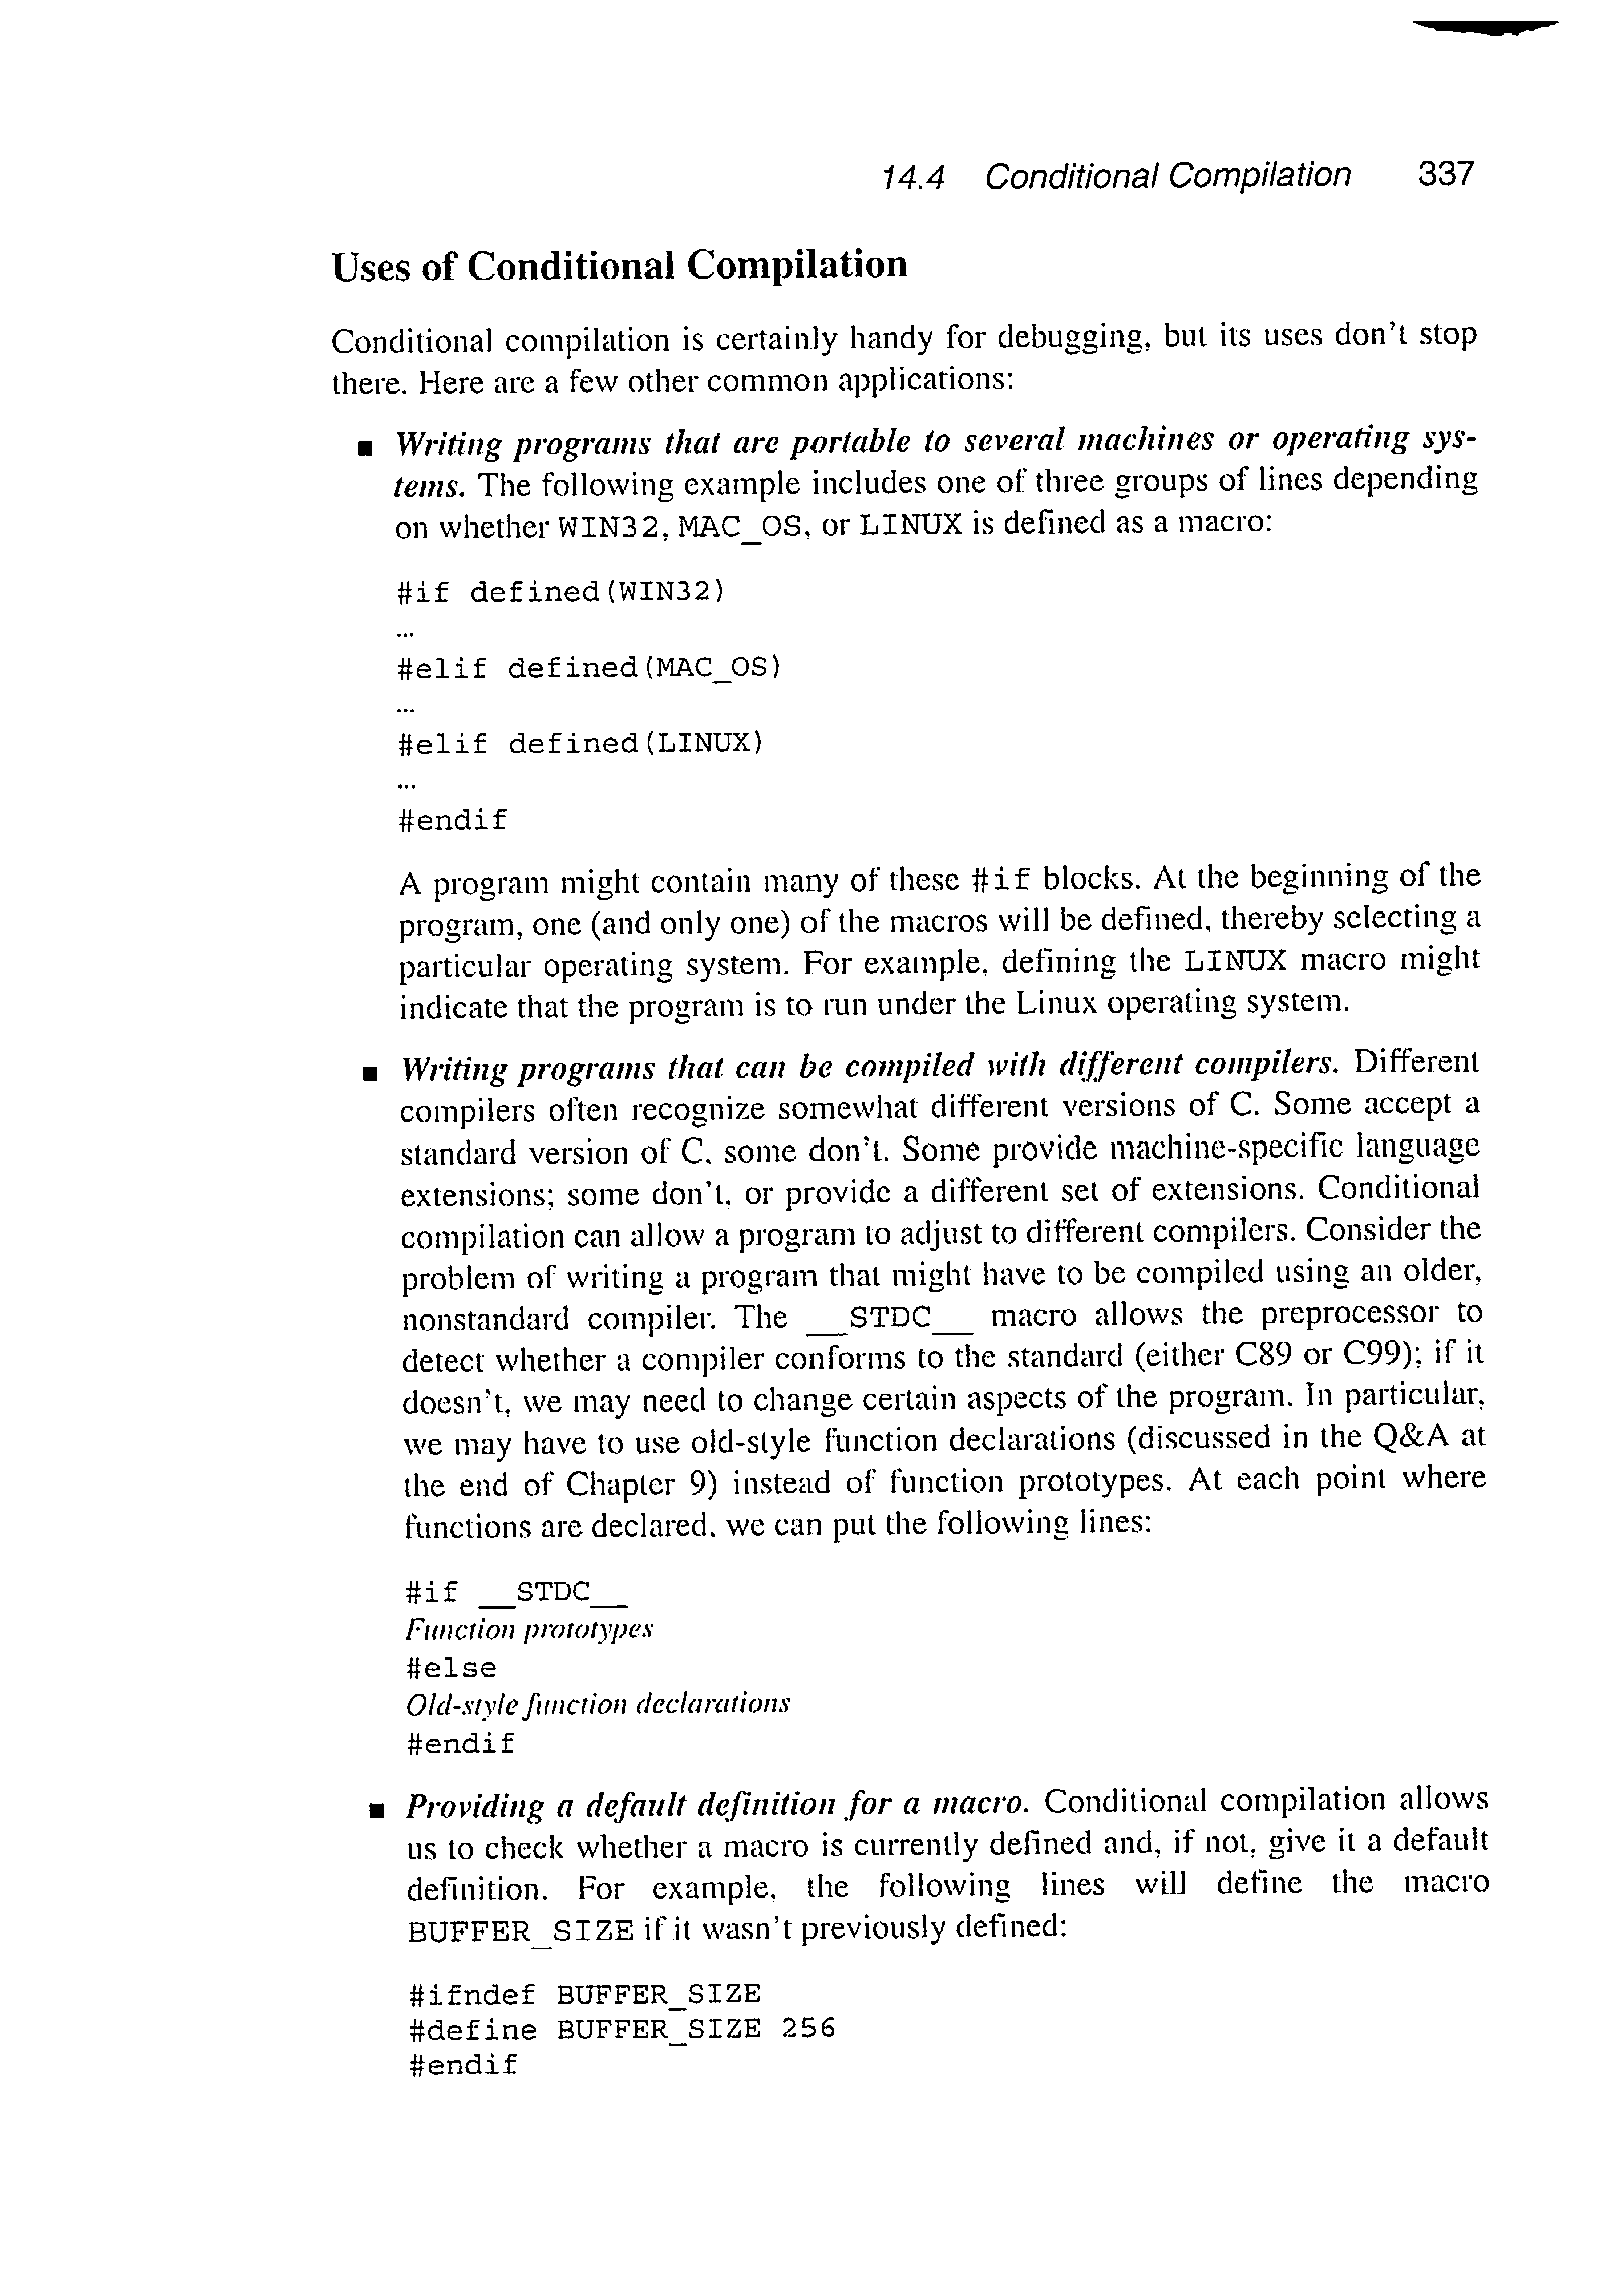 14.4 Conditional Compilation 337
Uses of Conditional Compilation
Conditional compilation is certainly handy for debugging, but its uses don't stop
there. Here are a few other common applications:
■ Writing programs that are portable to several machines or operating sys-
tems. The following example includes one of three groups of lines depending
on whether WIN32, MAC_OS, or LINUX is defined as a macro:
#if defined(WIN32)
…
#elif defined(MAC_OS)
…
#elif defined(LINUX)
…
#endif
A program might contain many of these #if blocks. At the beginning of the
program, one (and only one) of the macros will be defined, thereby selecting a
particular operating system. For example, defining the LINUX macro might
indicate that the program is to run under the Linux operating system.
■ Writing programs that can be compiled with different compilers. Different
compilers often recognize somewhat different versions of C. Some accept a
standard version of C, some don't. Some provide machine-specific language
extensions; some don't, or provide a different set of extensions. Conditional
compilation can allow a program to adjust to different compilers. Consider the
problem of writing a program that might have to be compiled using an older,
nonstandard compiler. The __STDC__ macro allows the preprocessor to
detect whether a compiler conforms to the standard (either C89 or C99); if it
doesn't, we may need to change certain aspects of the program. In particular,
we may have to use old-style function declarations (discussed in the Q&A at
the end of Chapter 9) instead of function prototypes. At each point where
functions are declared, we can put the following lines:
#if __STDC__
Function prototypes
#else
Old-style function declarations
#endif
■ Providing a default definition for a macro. Conditional compilation allows
us to check whether a macro is currently defined and, if not, give it a default
definition. For example, the following lines will define the macro
BUFFER_SIZE if it wasn't previously defined:
#ifndef BUFFER_SIZE
#define BUFFER_SIZE 256
#endif